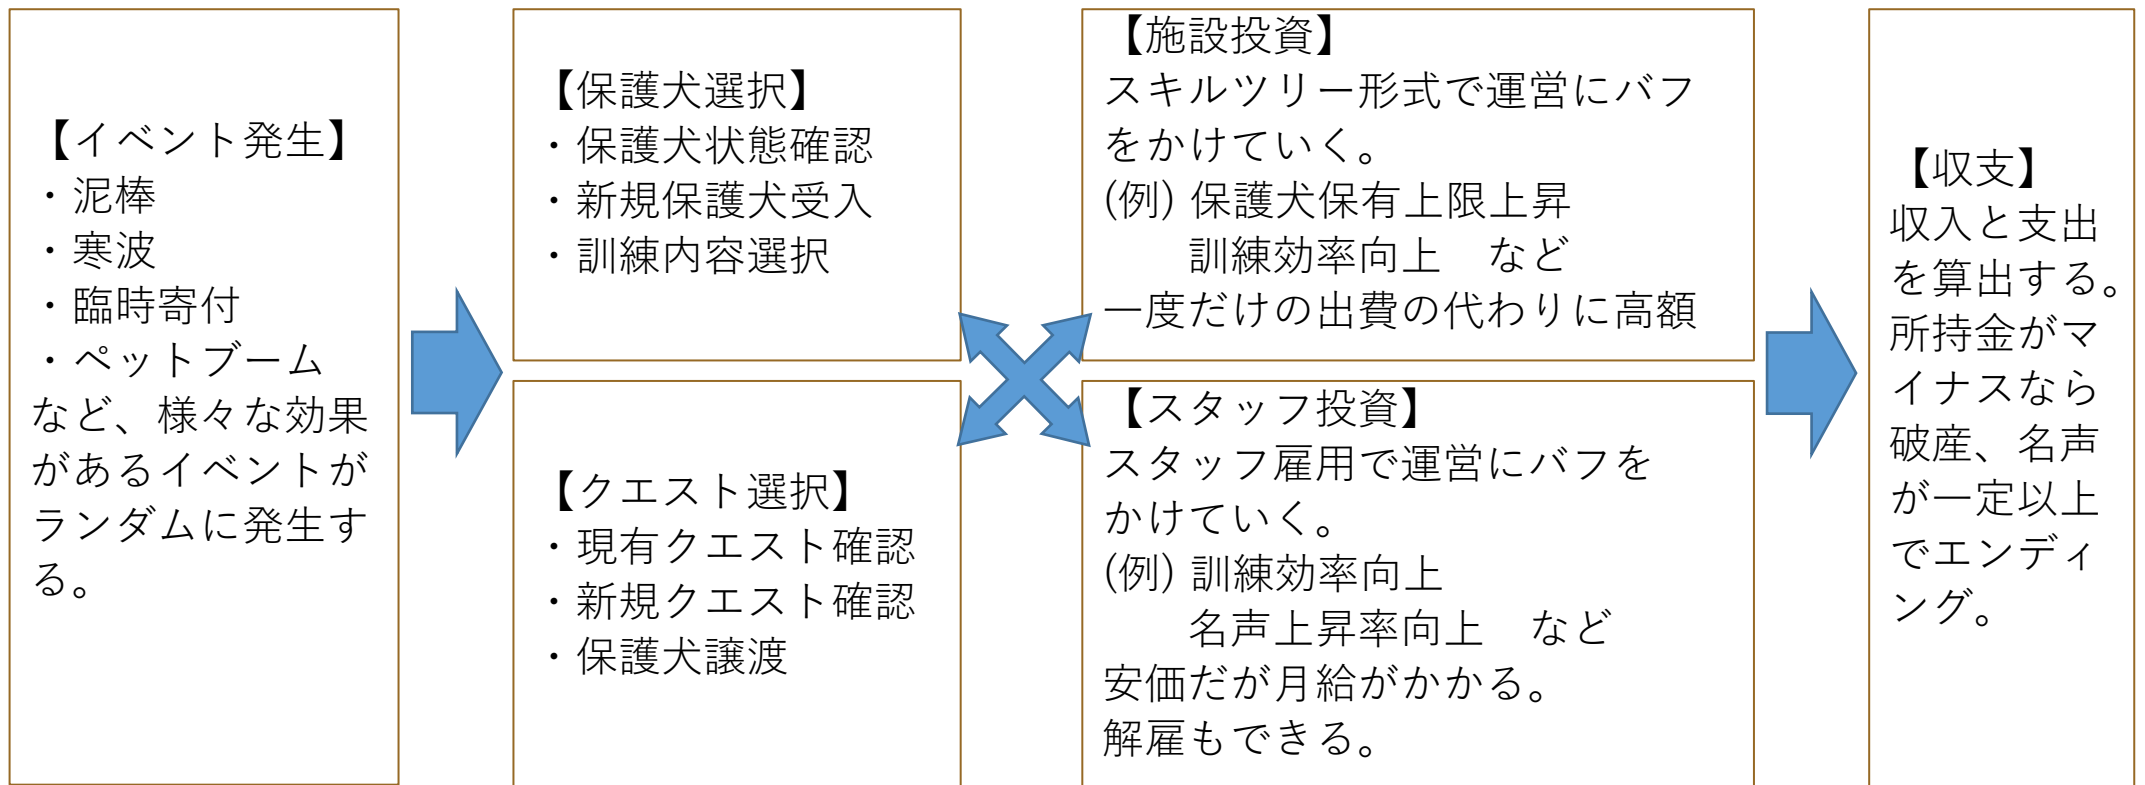 【イベント発生】
・泥棒
・寒波
・臨時寄付
・ペットブーム
など、様々な効果
があるイベントが
ランダムに発生す
る。
【保護犬選択】
・保護犬状態確認
・新規保護犬受入
・訓練内容選択
【クエスト選択】
・現有クエスト確認
・新規クエスト確認
・保護犬譲渡
【施設投資】
スキルツリー形式で運営にバフ
をかけていく。
(例) 保護犬保有上限上昇
訓練効率向上　など
一度だけの出費の代わりに高額
【スタッフ投資】
スタッフ雇用で運営にバフを
かけていく。
(例) 訓練効率向上
名声上昇率向上　など
安価だが月給がかかる。
解雇もできる。
【収支】
収入と支出
を算出する。
所持金がマ
イナスなら
破産、名声
が一定以上
でエンディ
ング。